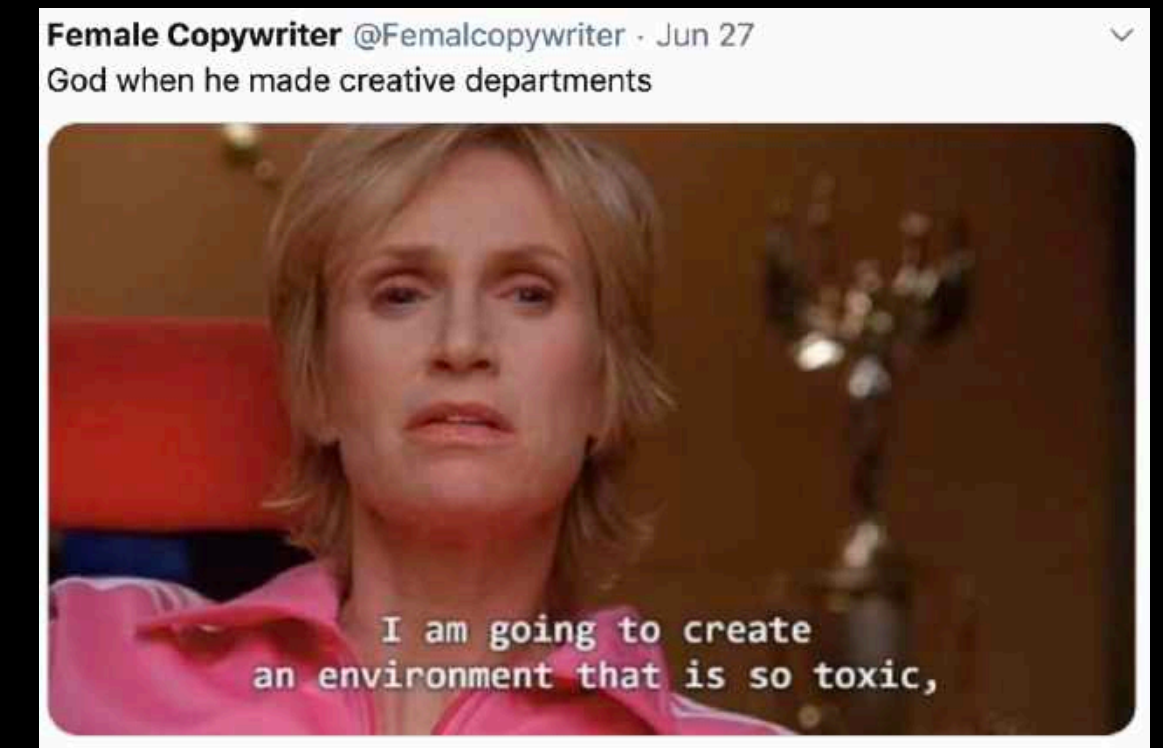 Female Copywriter @Femalcopywriter · Jun 27
God when he made creative departments
I am going to create
an environment that is so toxic,